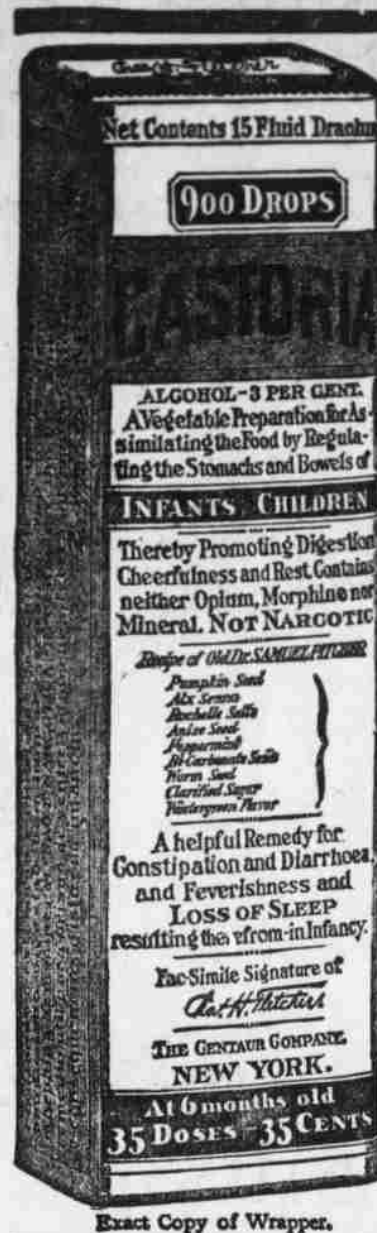 Chas. H. Fletcher
Net Contents 15 Fluid Drachm
900 DROPS
CASTORIA
ALCOHOL-3 PER CENT.
A Vegetable Preparation for As-
similating the Food by Regula-
ting the Stomachs and Bowels of
INFANTS CHILDREN
Thereby Promoting Digestion
Cheerfulness and Rest. Contains
neither Opium, Morphine nor
Mineral. NOT NARCOTIC
Recipe of Old Dr. SAMUEL PITCHER
Pumpkin Seed
Alx Senna
Rochelle Salts
Anise Seed
Peppermint
Bi-Carbonate Soda
Worm Seed
Clarified Sugar
Wintergreen Flavor
A helpful Remedy for
Constipation and Diarrhoea,
and Feverishness and
LOSS OF SLEEP
resulting therefrom-in Infancy.
Fac-Simile Signature of
Chas. H. Fletcher
THE CENTAUR COMPANY,
NEW YORK.
At 6 months old
35 DOSES - 35 CENTS
Exact Copy of Wrapper.